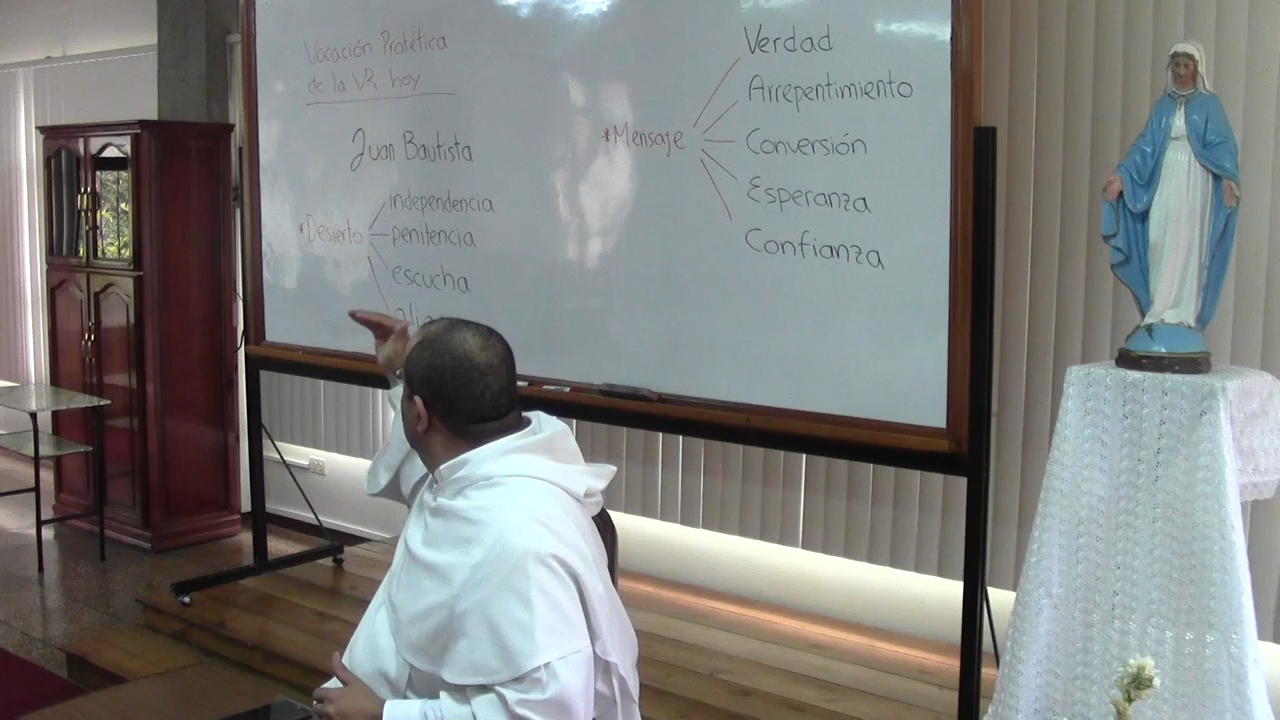 Vocación Profética
de la VR hoy
Juan Bautista
*Desierto
independencia
penitencia
escucha
*Mensaje
Verdad
Arrepentimiento
Conversión
Esperanza
Confianza